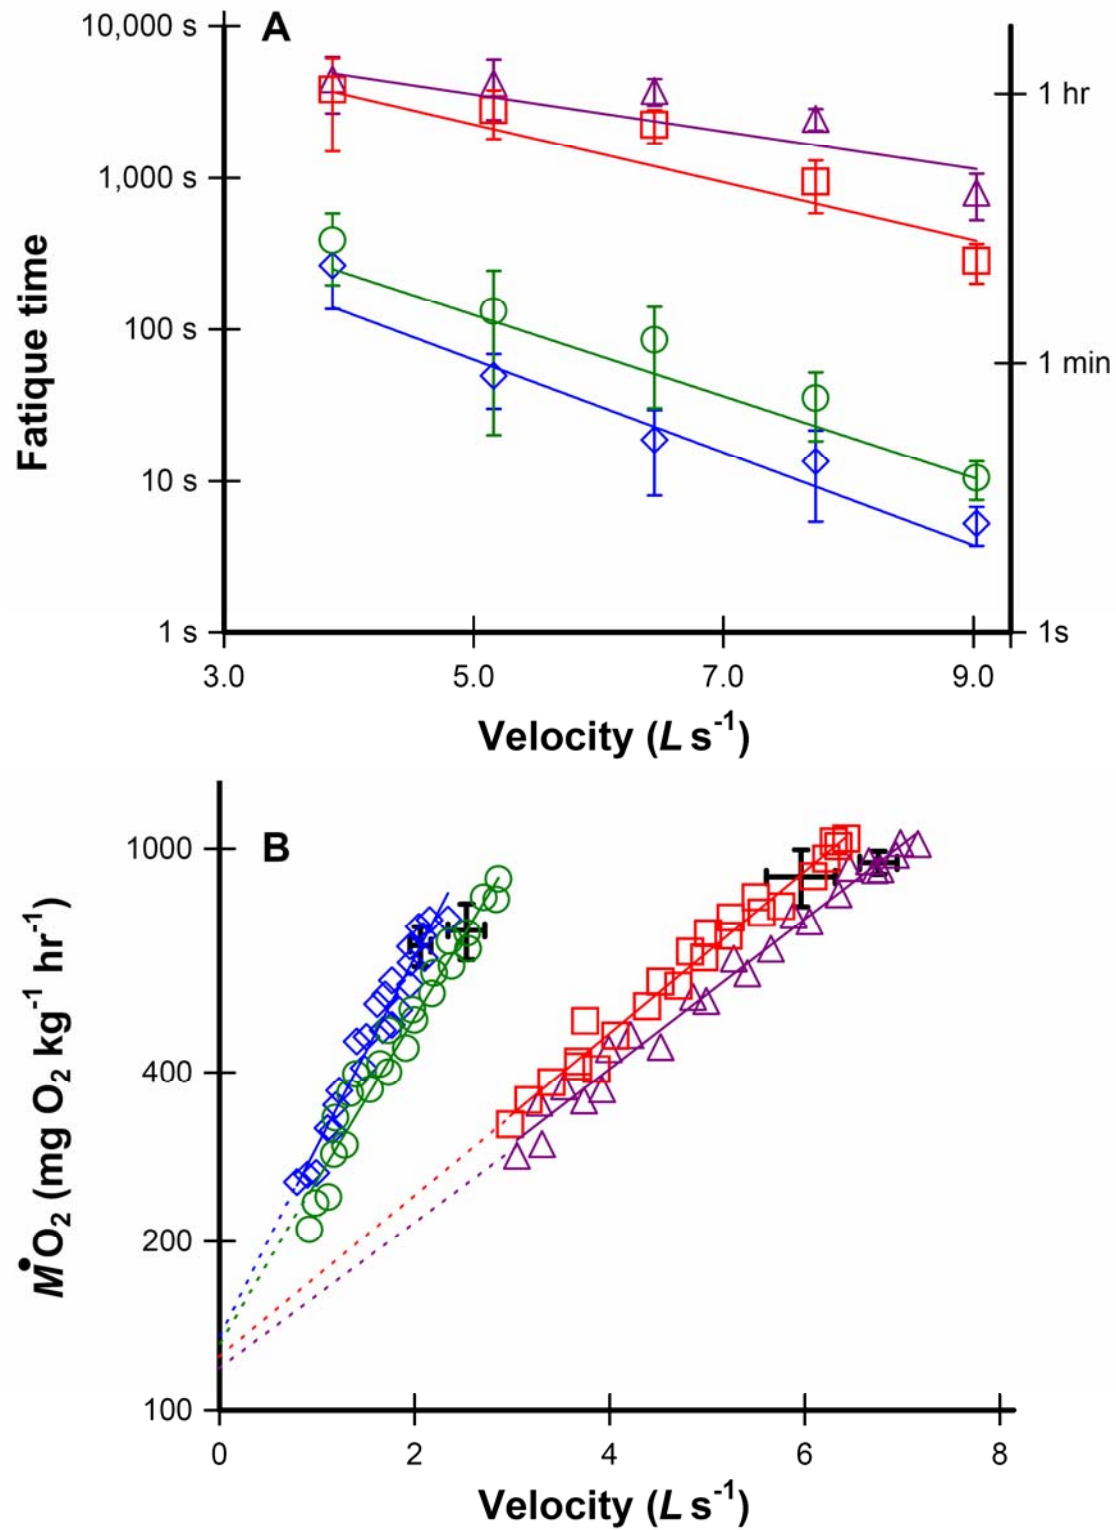 A
10,000 s
1,000 s
100 s
10 s
1 s
Fatique time
1 hr
1 min
1s
3.0 5.0 7.0 9.0
Velocity (L s⁻¹)
B
1000
400
200
100
ṀO₂ (mg O₂ kg⁻¹ hr⁻¹)
0 2 4 6 8
Velocity (L s⁻¹)